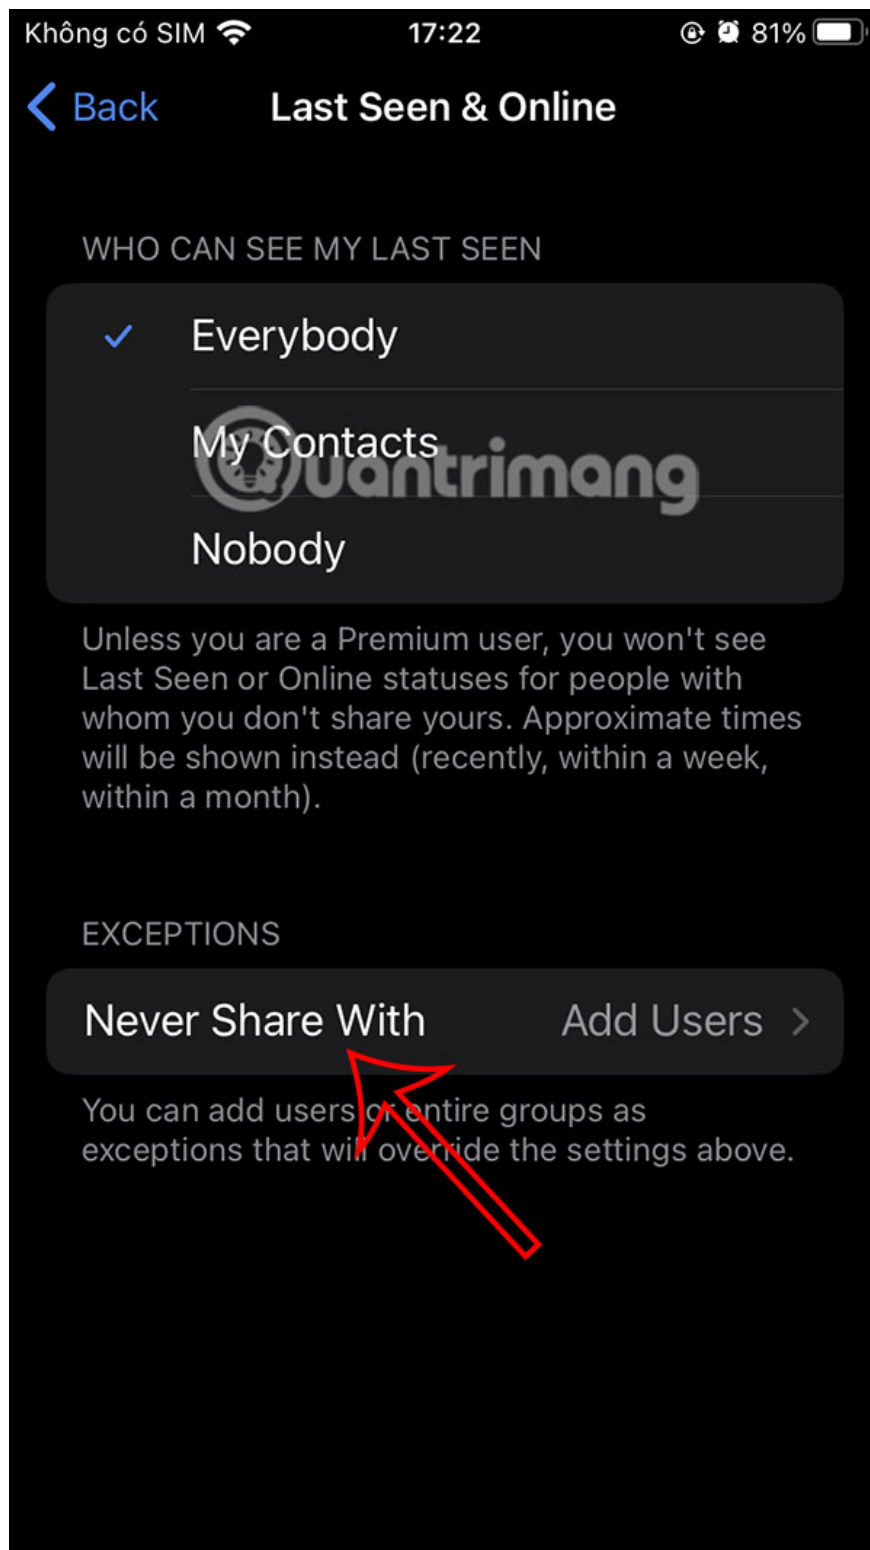 Không có SIM 17:22 81%
Back Last Seen & Online
WHO CAN SEE MY LAST SEEN
Everybody
My Contacts
Quantrimang
Nobody
Unless you are a Premium user, you won't see
Last Seen or Online statuses for people with
whom you don't share yours. Approximate times
will be shown instead (recently, within a week,
within a month).
EXCEPTIONS
Never Share With Add Users
You can add users or entire groups as
exceptions that will override the settings above.